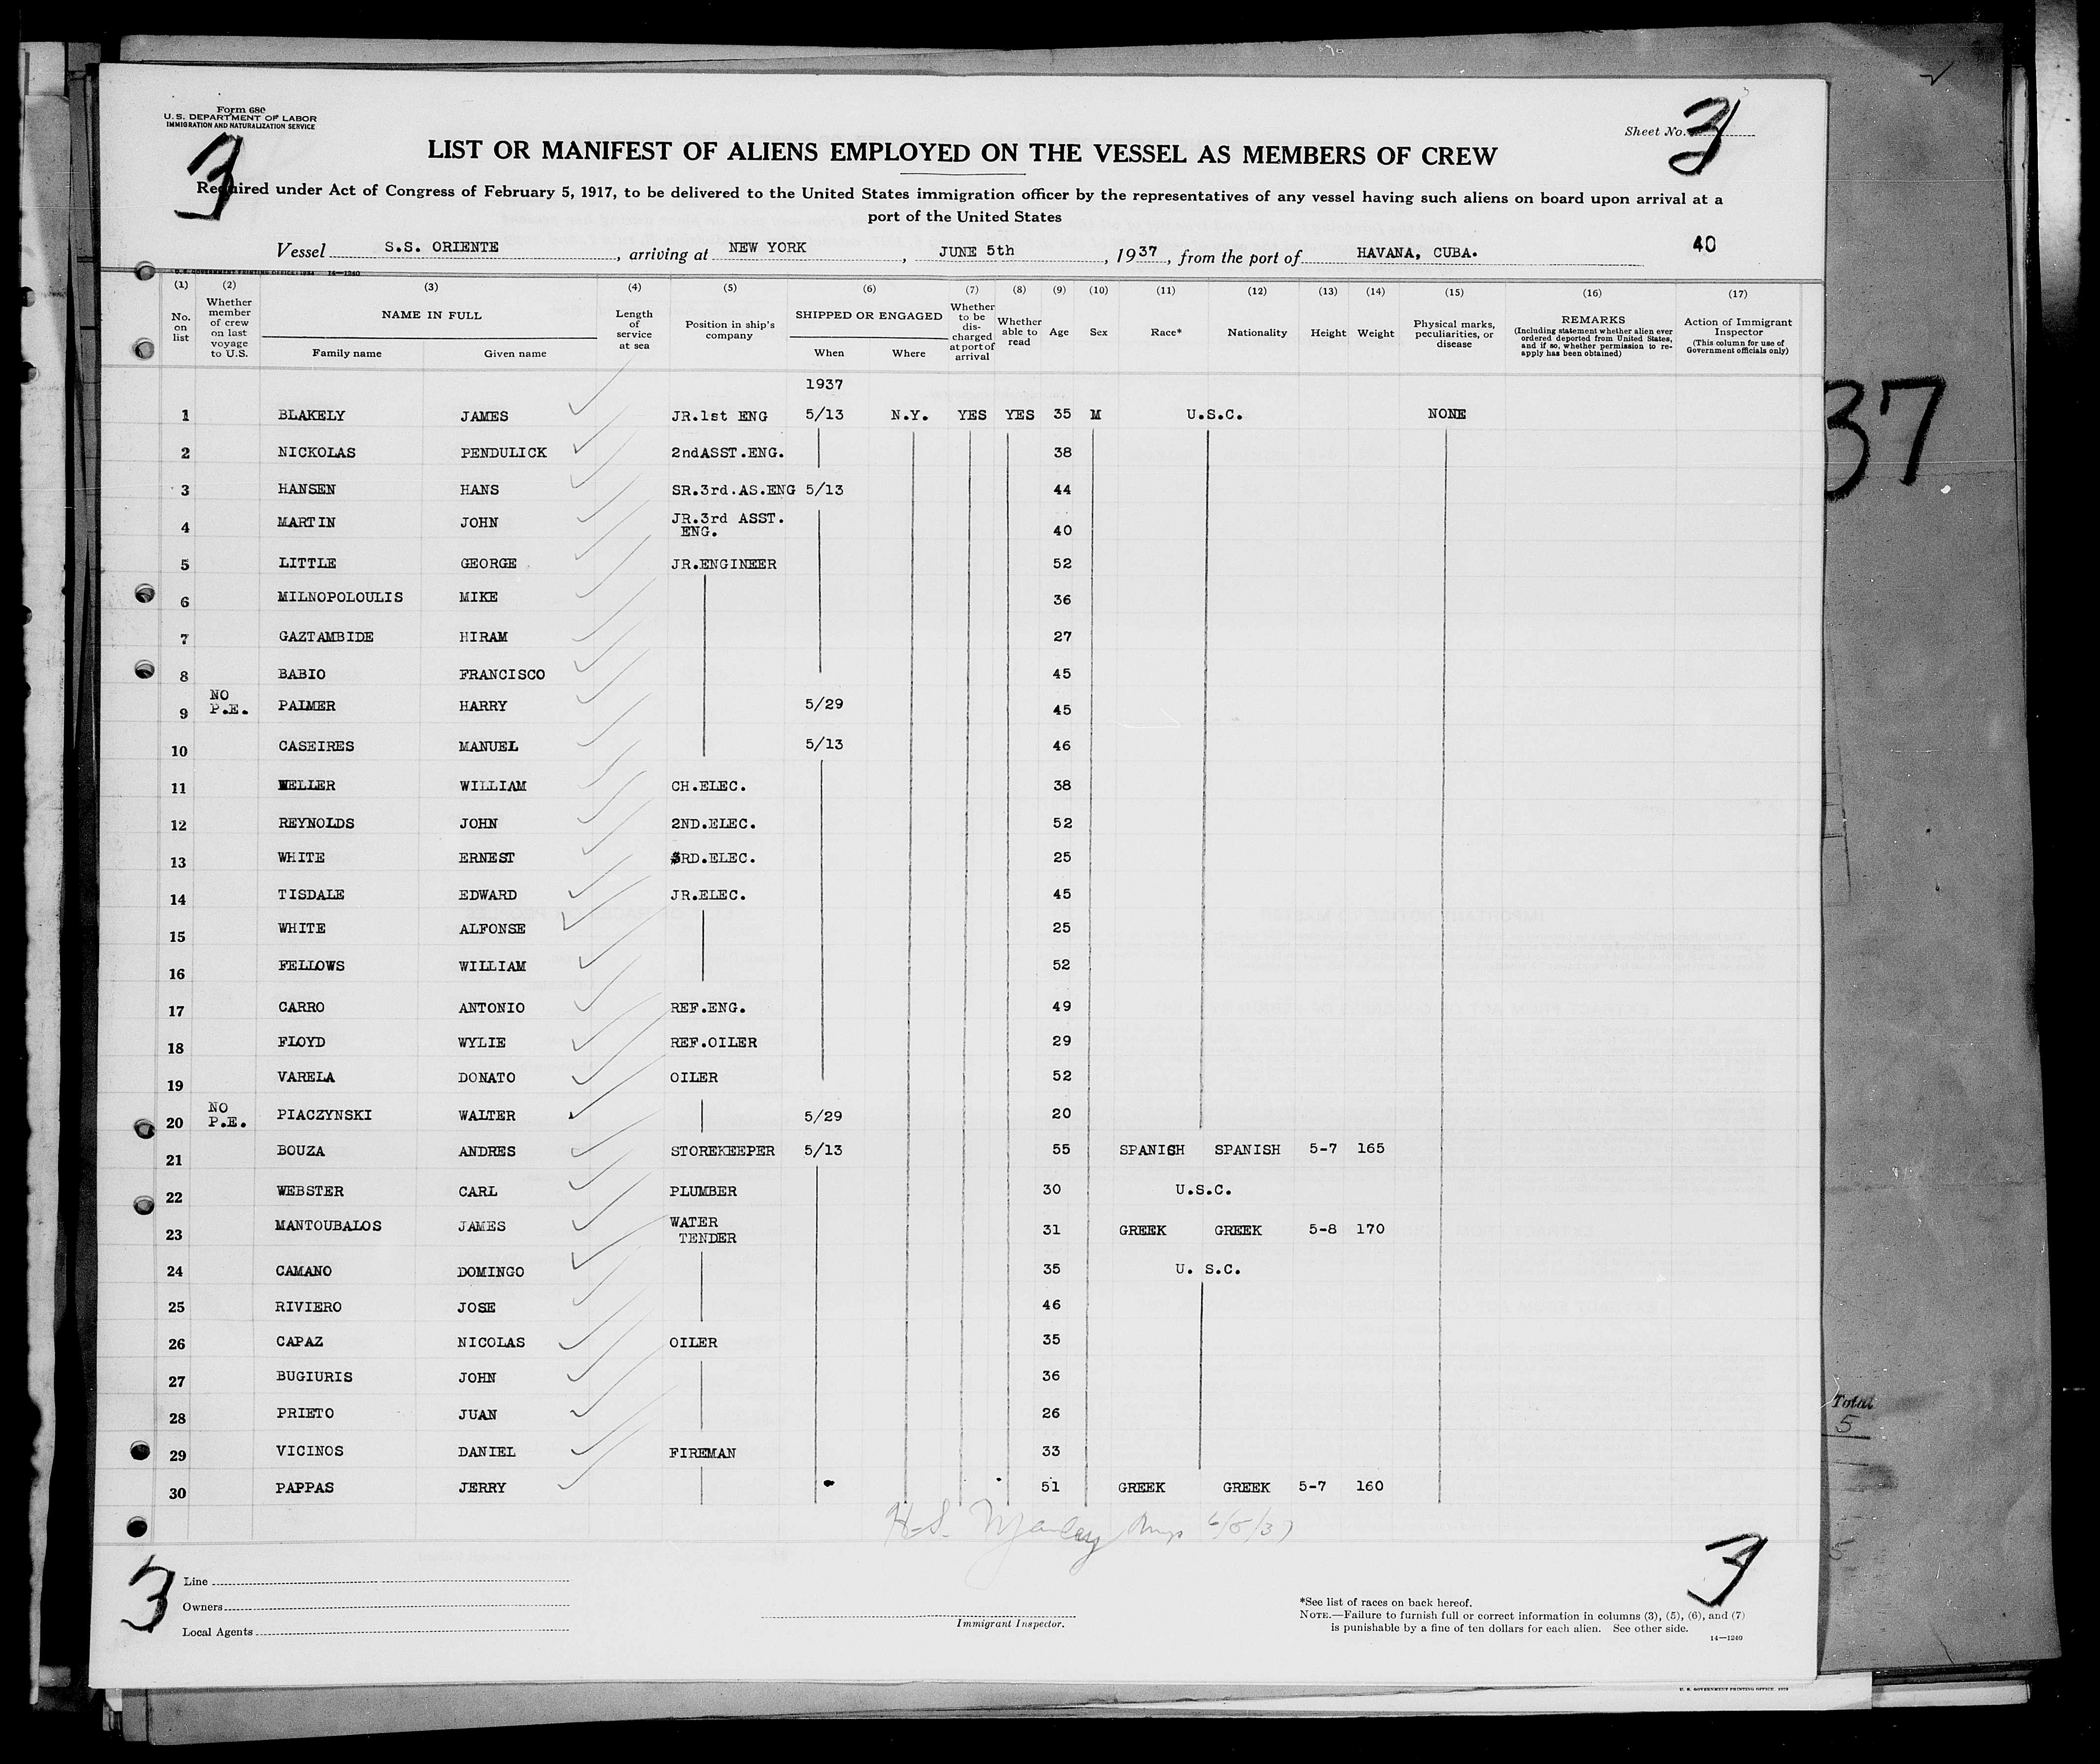 Form 680
U. S. DEPARTMENT OF LABOR
IMMIGRATION AND NATURALIZATION SERVICE
3
Sheet No. 3
LIST OR MANIFEST OF ALIENS EMPLOYED ON THE VESSEL AS MEMBERS OF CREW
Required under Act of Congress of February 5, 1917, to be delivered to the United States immigration officer by the representatives of any vessel having such aliens on board upon arrival at a
port of the United States
Vessel S.S. ORIENTE, arriving at NEW YORK, JUNE 5th, 1937, from the port of HAVANA, CUBA. 40
U. S. GOVERNMENT PRINTING OFFICE: 1934 14—1240
(1) (2) (3) (4) (5) (6) (7) (8) (9) (10) (11) (12) (13) (14) (15) (16) (17)
No. on list
Whether member of crew on last voyage to U.S.
NAME IN FULL
Family name Given name
Length of service at sea
Position in ship's company
SHIPPED OR ENGAGED
When Where
Whether to be discharged at port of arrival
Whether able to read
Age Sex Race* Nationality Height Weight
Physical marks, peculiarities, or disease
REMARKS
(Including statement whether alien ever ordered deported from United States, and if so, whether permission to re-apply has been obtained)
Action of Immigrant Inspector
(This column for use of Government officials only)
1937
1 BLAKELY JAMES JR.1st ENG 5/13 N.Y. YES YES 35 M U.S.C. NONE
2 NICKOLAS PENDULICK 2ndASST.ENG. 38
3 HANSEN HANS SR.3rd.AS.ENG 5/13 44
4 MARTIN JOHN JR.3rd ASST. ENG. 40
5 LITTLE GEORGE JR.ENGINEER 52
6 MILNOPOLOULIS MIKE 36
7 GAZTAMBIDE HIRAM 27
8 BABIO FRANCISCO 45
9 NO P.E. PALMER HARRY 5/29 45
10 CASEIRES MANUEL 5/13 46
11 WELLER WILLIAM CH.ELEC. 38
12 REYNOLDS JOHN 2ND.ELEC. 52
13 WHITE ERNEST 3RD.ELEC. 25
14 TISDALE EDWARD JR.ELEC. 45
15 WHITE ALFONSE 25
16 FELLOWS WILLIAM 52
17 CARRO ANTONIO REF.ENG. 49
18 FLOYD WYLIE REF.OILER 29
19 VARELA DONATO OILER 52
20 NO P.E. PIACZYNSKI WALTER 5/29 20
21 BOUZA ANDRES STOREKEEPER 5/13 55 SPANISH SPANISH 5-7 165
22 WEBSTER CARL PLUMBER 30 U.S.C.
23 MANTOUBALOS JAMES WATER TENDER 31 GREEK GREEK 5-8 170
24 CAMANO DOMINGO 35 U. S.C.
25 RIVIERO JOSE 46
26 CAPAZ NICOLAS OILER 35
27 BUGIURIS JOHN 36
28 PRIETO JUAN 26
29 VICINOS DANIEL FIREMAN 33
30 PAPPAS JERRY 51 GREEK GREEK 5-7 160
H.S. 6/5/37
3
3
Line
Owners
Local Agents
Immigrant Inspector.
*See list of races on back hereof.
NOTE.—Failure to furnish full or correct information in columns (3), (5), (6), and (7)
is punishable by a fine of ten dollars for each alien. See other side.
14—1240
37
Total
5
5